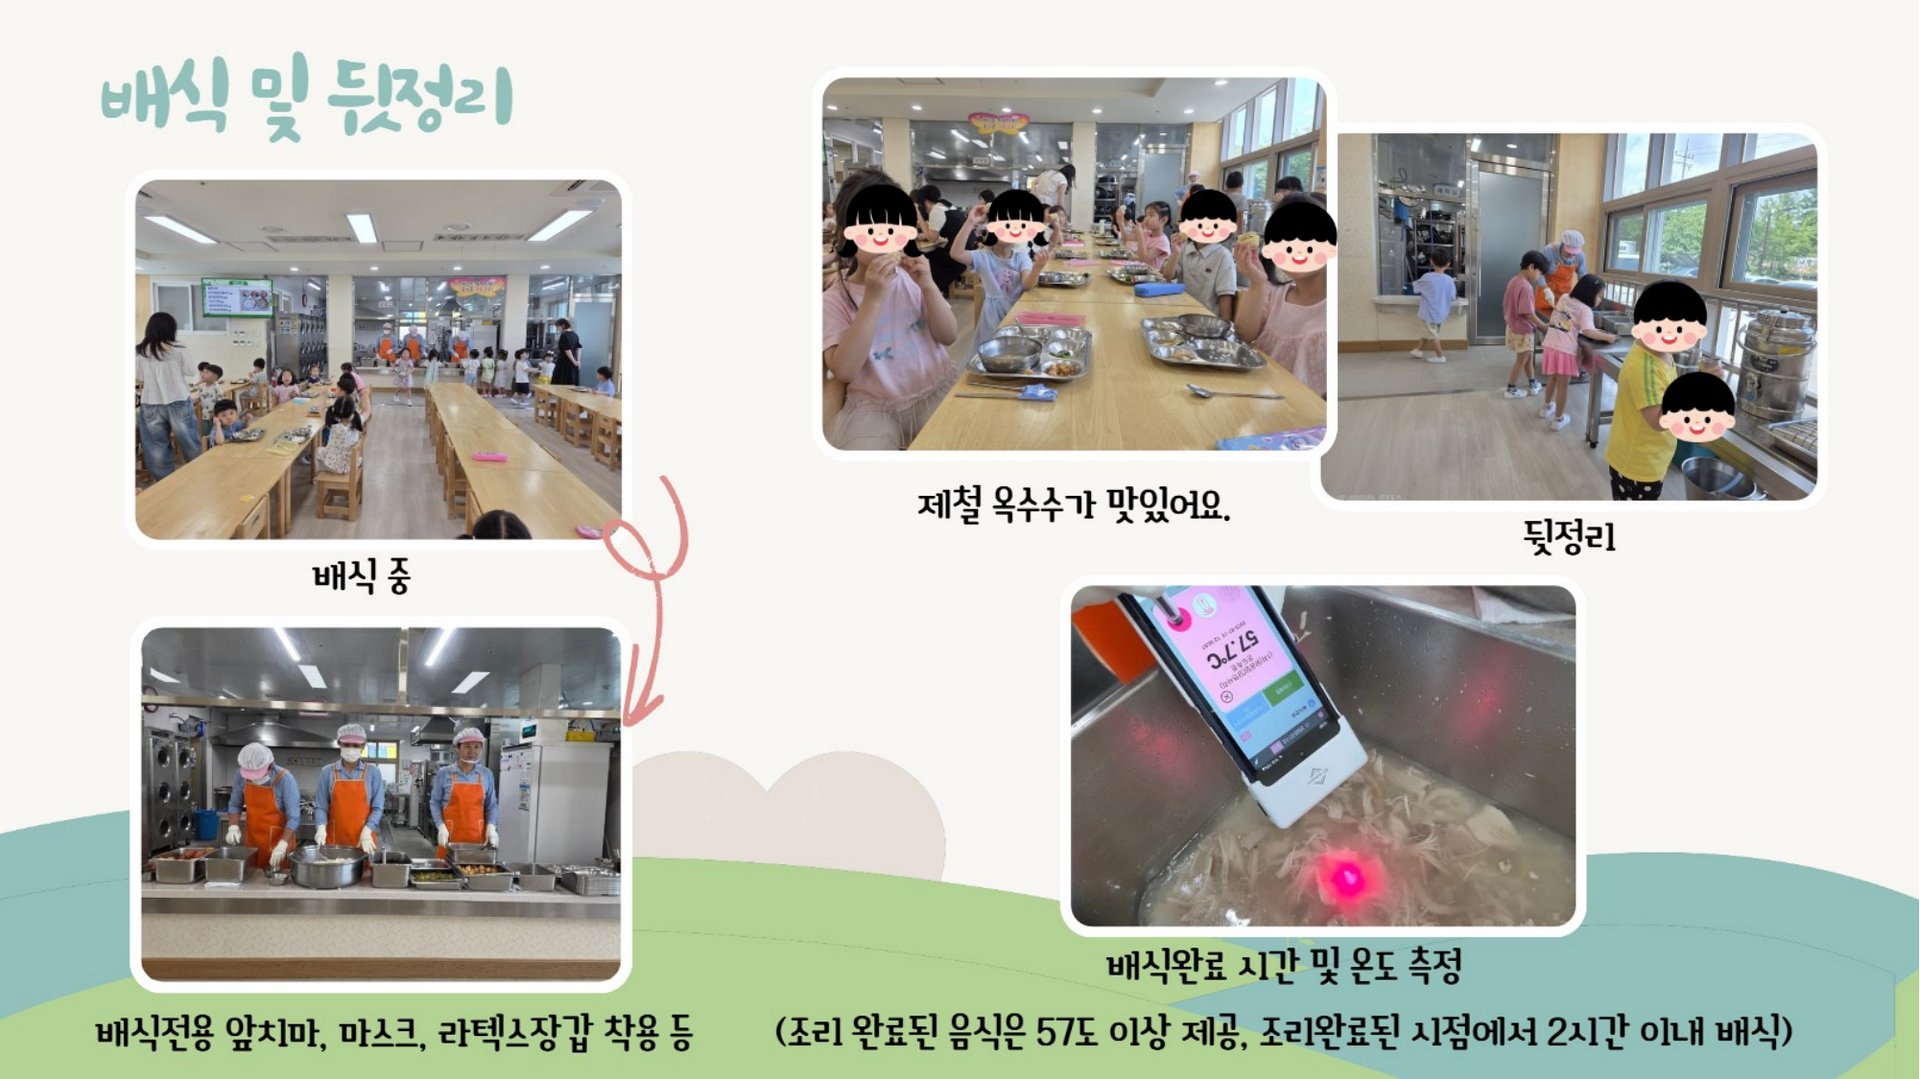 배식 및 뒷정리
배식 중
제철 옥수수가 맛있어요.
뒷정리
배식전용 앞치마, 마스크, 라텍스장갑 착용 등
57.7℃
배식완료 시간 및 온도 측정
(조리 완료된 음식은 57도 이상 제공, 조리완료된 시점에서 2시간 이내 배식)